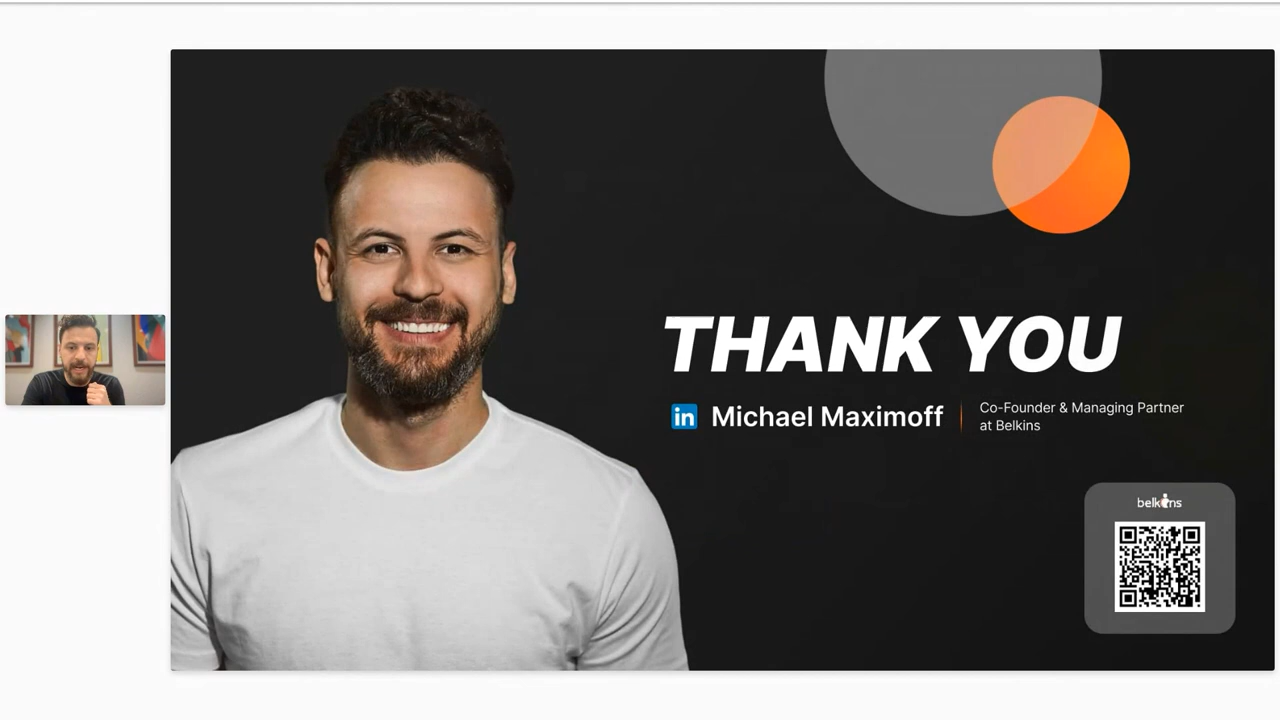 THANK YOU
in Michael Maximoff
Co-Founder & Managing Partner
at Belkins
belkins